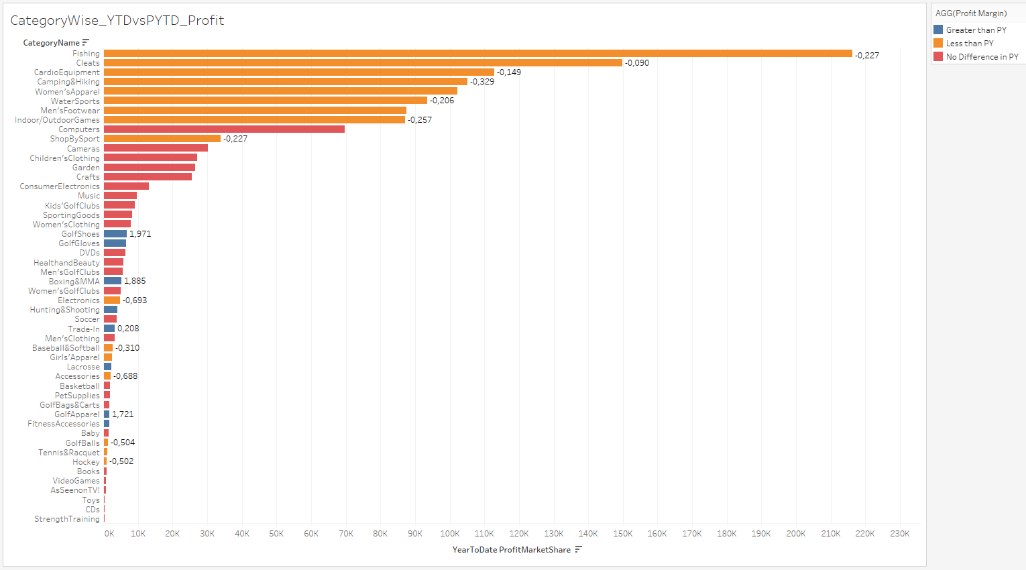 CategoryWise_YTDvsPYTD_Profit
AGG(Profit Margin)
Greater than PY
Less than PY
No Difference in PY
CategoryName
Fishing -0,227
Cleats -0,090
CardioEquipment -0,149
Camping&Hiking -0,329
Women'sApparel
WaterSports -0,206
Men'sFootwear
Indoor/OutdoorGames -0,257
Computers
ShopBySport -0,227
Cameras
Children'sClothing
Garden
Crafts
ConsumerElectronics
Music
Kids'GolfClubs
SportingGoods
Women'sClothing
GolfShoes 1,971
GolfGloves
DVDs
HealthandBeauty
Men'sGolfClubs
Boxing&MMA 1,885
Women'sGolfClubs
Electronics -0,693
Hunting&Shooting
Soccer
Trade-In 0,208
Men'sClothing
Baseball&Softball -0,310
Girls'Apparel
Lacrosse
Accessories -0,688
Basketball
PetSupplies
GolfBags&Carts
GolfApparel 1,721
FitnessAccessories
Baby
GolfBalls -0,504
Tennis&Racquet
Hockey -0,502
Books
VideoGames
AsSeenonTV!
Toys
CDs
StrengthTraining
0K 10K 20K 30K 40K 50K 60K 70K 80K 90K 100K 110K 120K 130K 140K 150K 160K 170K 180K 190K 200K 210K 220K 230K
YearToDate ProfitMarketShare